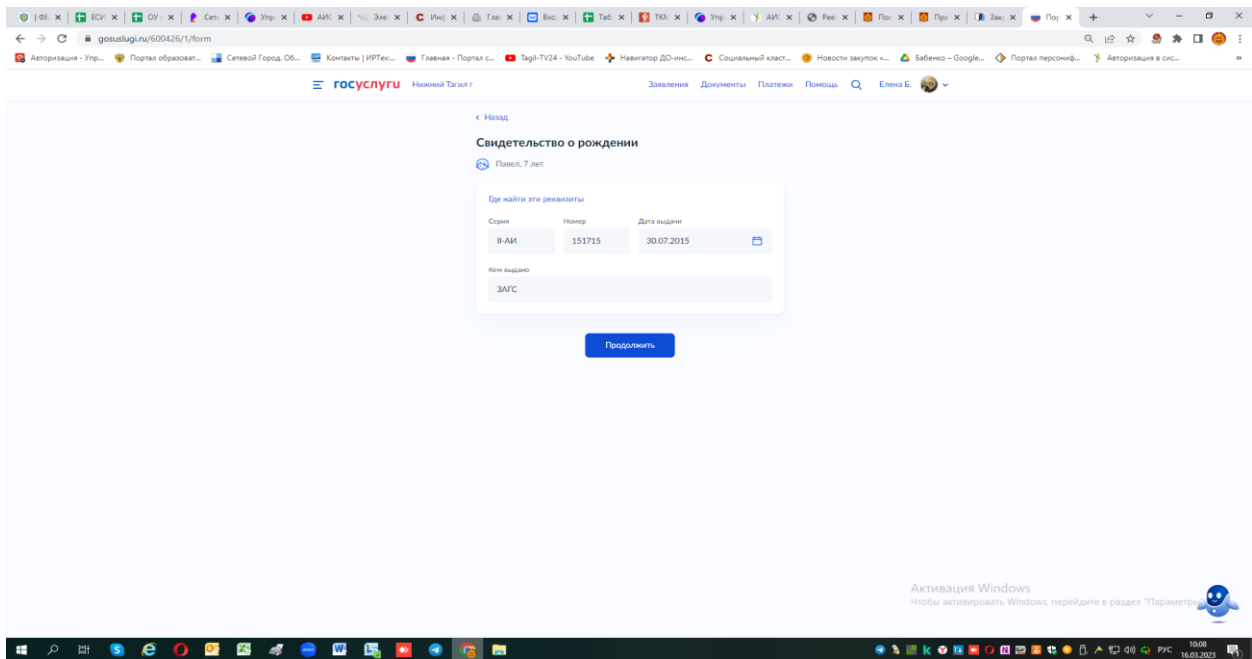 gosuslugi.ru/600426/1/form
Авторизация - Упр... Портал образоват... Сетевой Город. Об... Контакты | ИРТех:... Главная - Портал с... Tagil-TV24 - YouTube Навигатор ДО-инс... Социальный класт... Новости закупок «... Бабенко – Google... Портал персониф... Авторизация в сис...
госуслуги Нижний Тагил г Заявления Документы Платежи Помощь Елена Б.
Назад
Свидетельство о рождении
Павел, 7 лет
Где найти эти реквизиты
Серия Номер Дата выдачи
II-АИ 151715 30.07.2015
Кем выдано
ЗАГС
Продолжить
Активация Windows
Чтобы активировать Windows, перейдите в раздел "Параметры
10:08
РУС
16.03.2023